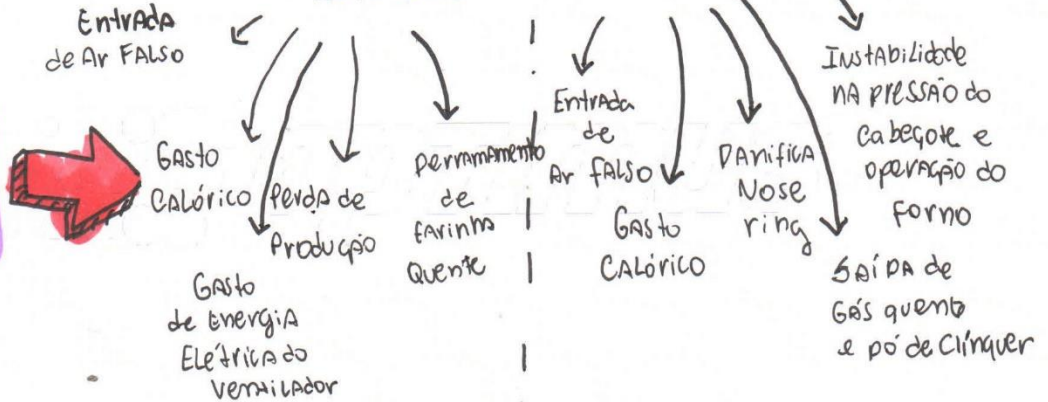 Entrada
de Ar Falso
Gasto
Calórico
Perda de
Produção
Gasto
de Energia
Elétrica do
Ventilador
Derramamento
de
Farinha
Quente
Entrada
de
Ar Falso
Gasto
Calórico
Danifica
Nose
ring
Instabilidade
na pressão do
Cabeçote e
operação do
Forno
Saída de
Gás quente
e pó de Clínquer